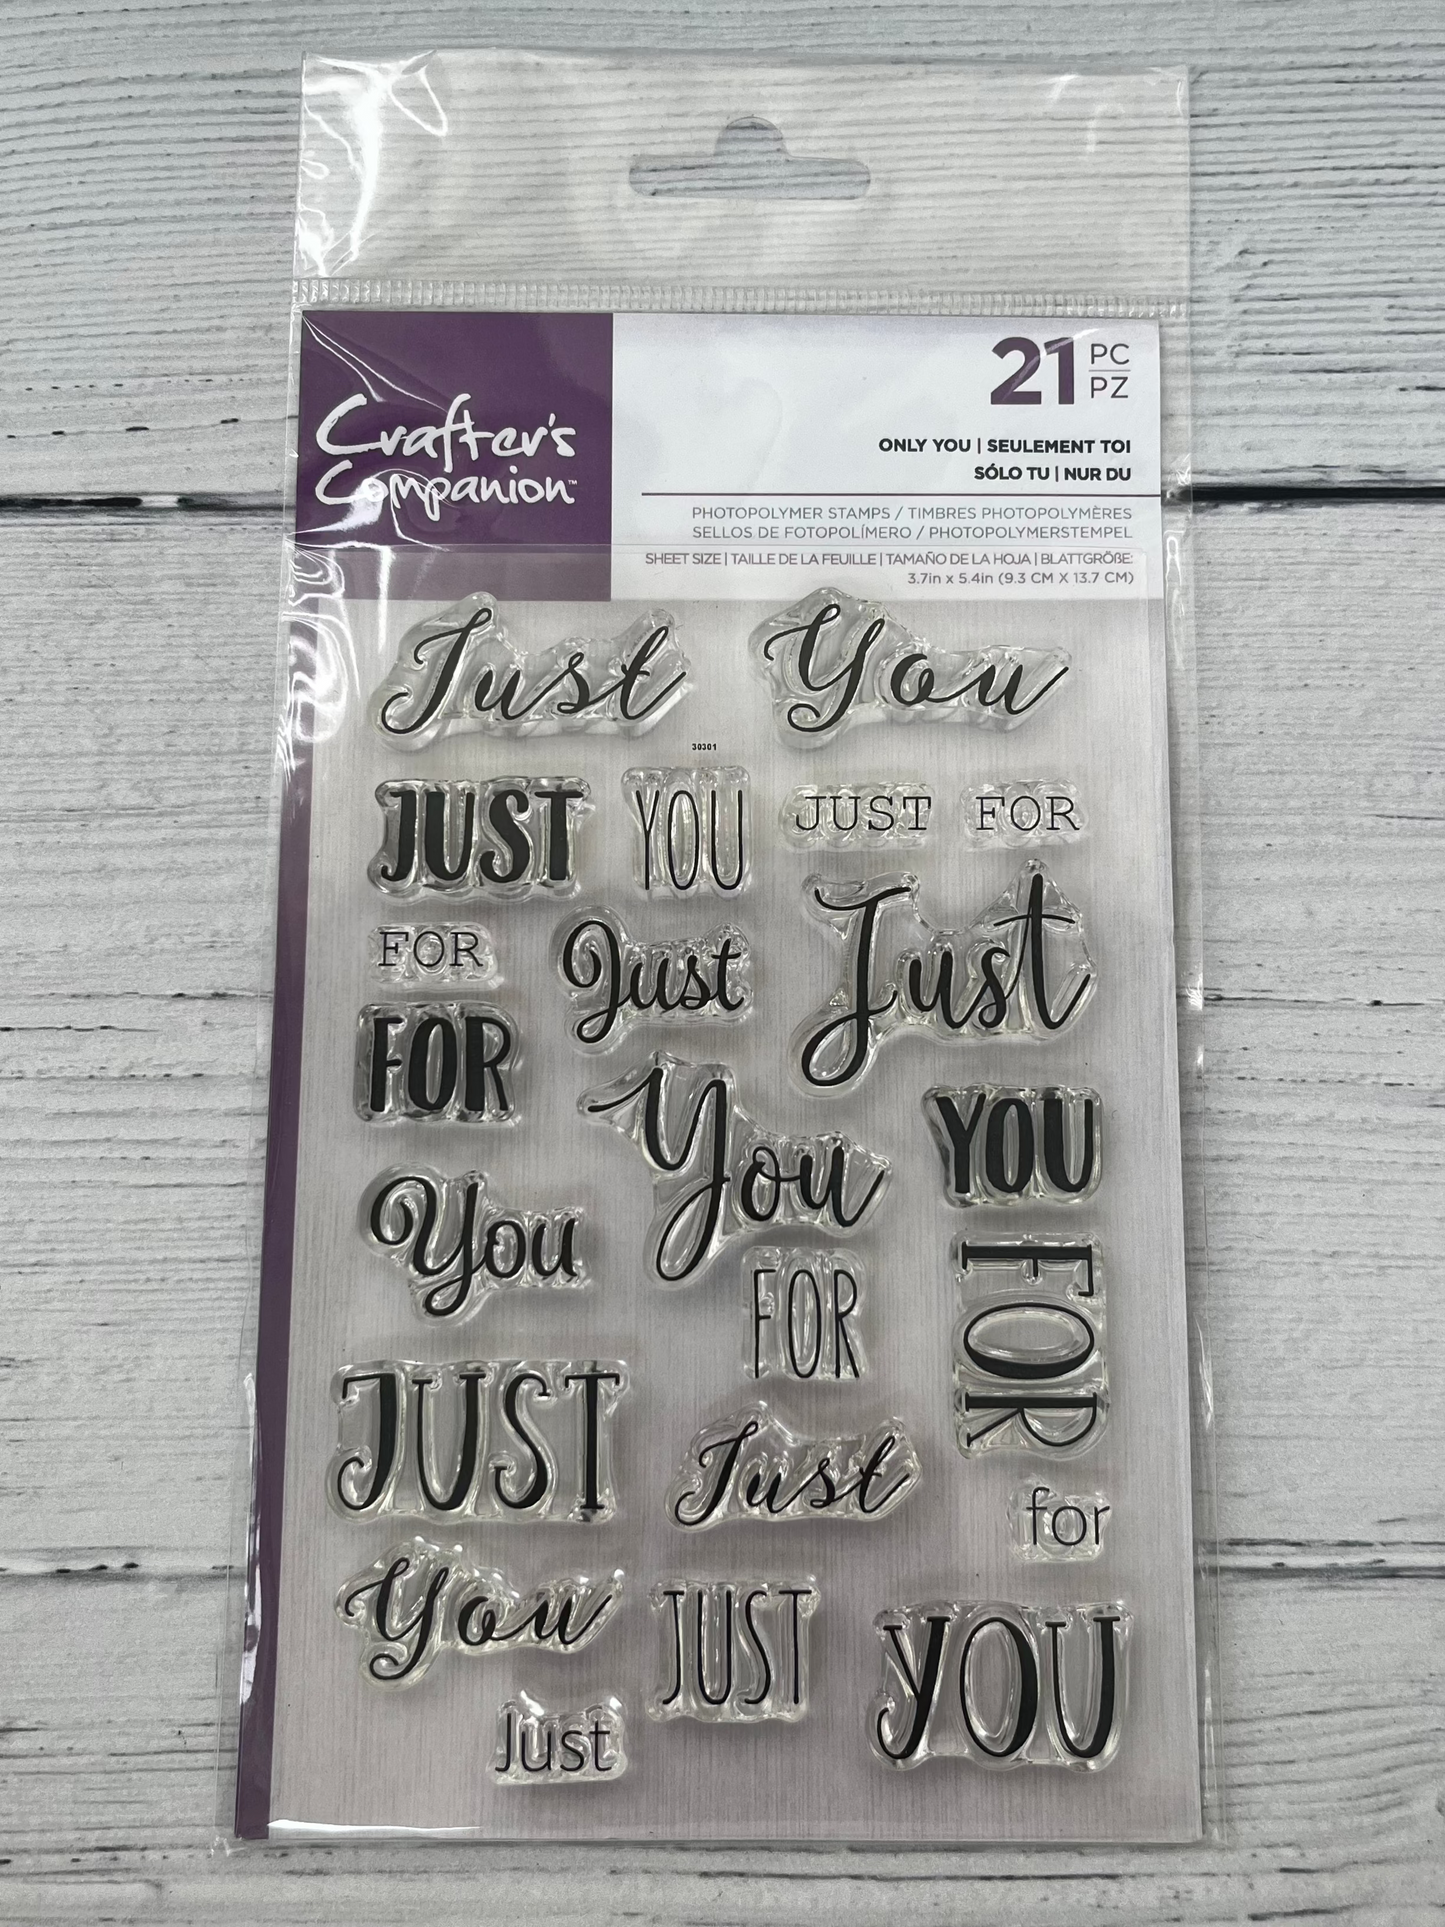 Crafter's
Companion™
21 PC
PZ
ONLY YOU | SEULEMENT TOI
SÓLO TU | NUR DU
PHOTOPOLYMER STAMPS / TIMBRES PHOTOPOLYMÈRES
SELLOS DE FOTOPOLÍMERO / PHOTOPOLYMERSTEMPEL
SHEET SIZE | TAILLE DE LA FEUILLE | TAMAÑO DE LA HOJA | BLATTGRÖßE:
3.7in x 5.4in (9.3 CM X 13.7 CM)
Just You
30301
JUST YOU JUST FOR
FOR Just Just
FOR You YOU
You FOR FOR
JUST Just for
You JUST YOU
Just